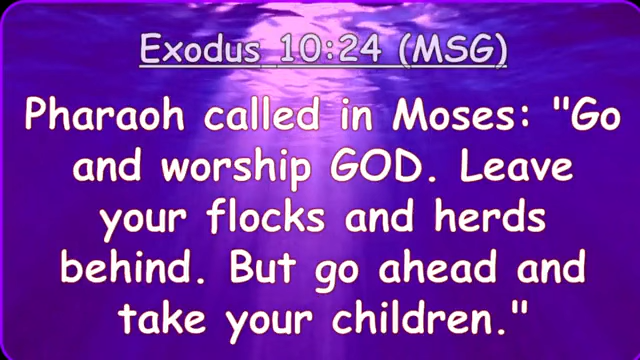 Exodus 10:24 (MSG)
Pharaoh called in Moses: "Go
and worship GOD. Leave
your flocks and herds
behind. But go ahead and
take your children."